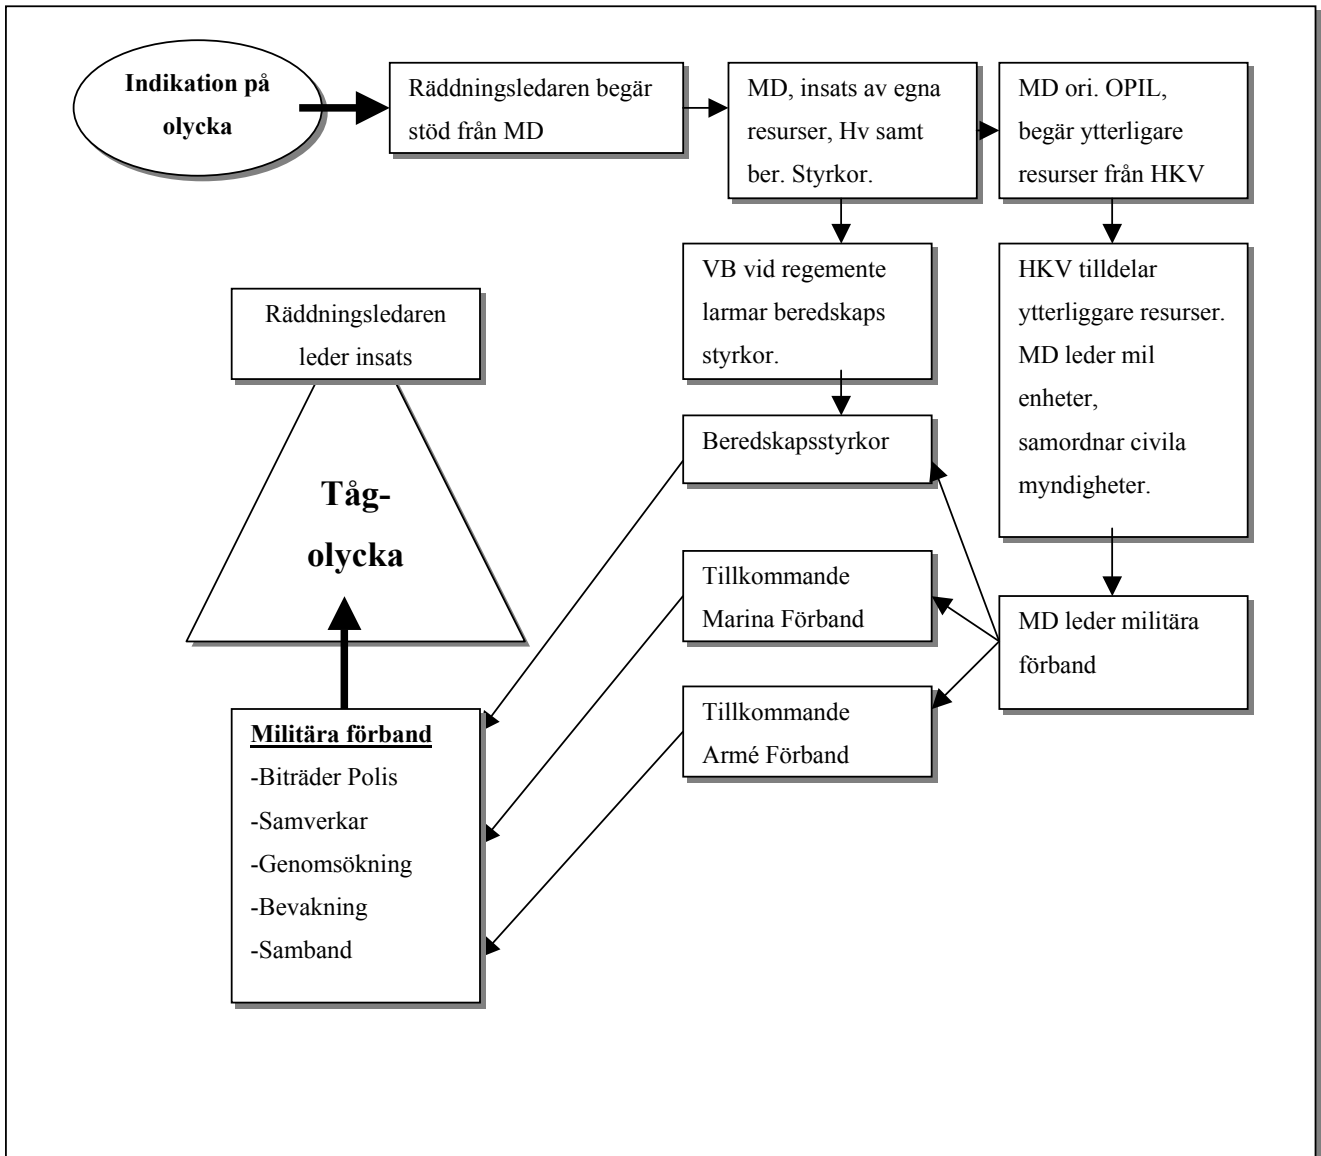 Indikation på
olycka
Räddningsledaren begär
stöd från MD
MD, insats av egna
resurser, Hv samt
ber. Styrkor.
MD ori. OPIL,
begär ytterligare
resurser från HKV
VB vid regemente
larmar beredskaps
styrkor.
HKV tilldelar
ytterliggare resurser.
MD leder mil
enheter,
samordnar civila
myndigheter.
Räddningsledaren
leder insats
Tåg-
olycka
Beredskapsstyrkor
Tillkommande
Marina Förband
MD leder militära
förband
Tillkommande
Armé Förband
Militära förband
-Biträder Polis
-Samverkar
-Genomsökning
-Bevakning
-Samband